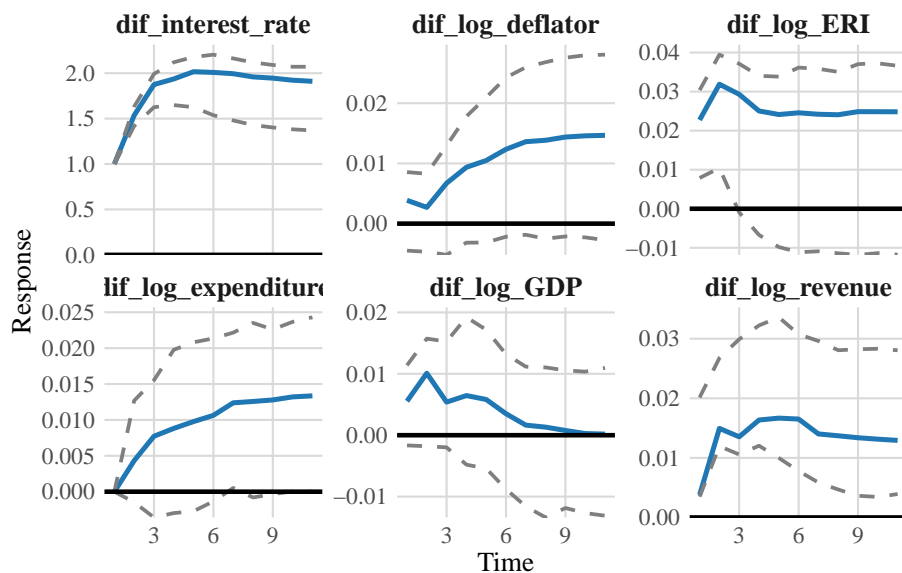 dif_interest_rate
dif_log_deflator
dif_log_ERI
2.0
1.5
1.0
0.5
0.0
0.02
0.01
0.00
0.04
0.03
0.02
0.01
0.00
−0.01
Response
dif_log_expenditure
dif_log_GDP
dif_log_revenue
0.025
0.020
0.015
0.010
0.005
0.000
0.02
0.01
0.00
−0.01
0.03
0.02
0.01
0.00
3 6 9
3 6 9
3 6 9
Time